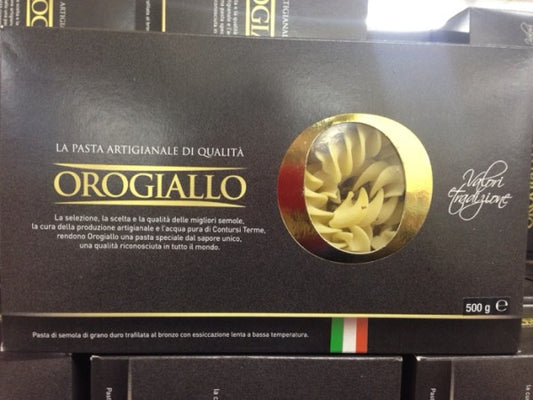 LA PASTA ARTIGIANALE DI QUALITÀ
OROGIALLO
La selezione, la scelta e la qualità delle migliori semole,
la cura della produzione artigianale e l'acqua pura di Contursi Terme,
rendono Orogiallo una pasta speciale dal sapore unico,
una qualità riconosciuta in tutto il mondo.
Valori
e tradizione
500 g ℮
Pasta di semola di grano duro trafilata al bronzo con essiccazione lenta a bassa temperatura.